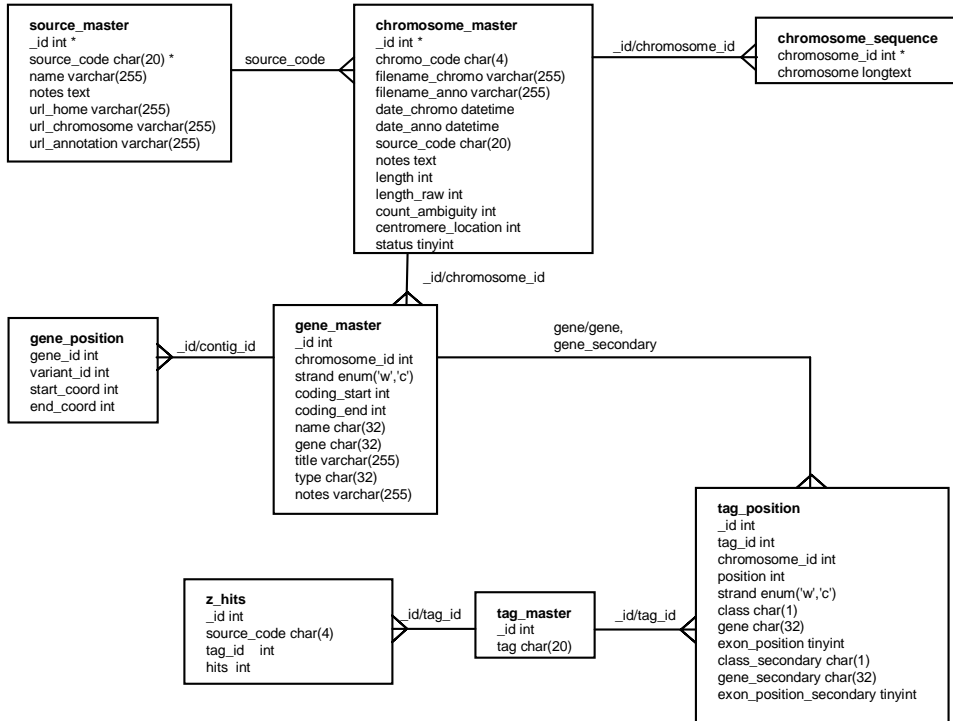 source_master
_id int *
source_code char(20) *
name varchar(255)
notes text
url_home varchar(255)
url_chromosome varchar(255)
url_annotation varchar(255)
source_code
chromosome_master
_id int *
chromo_code char(4)
filename_chromo varchar(255)
filename_anno varchar(255)
date_chromo datetime
date_anno datetime
source_code char(20)
notes text
length int
length_raw int
count_ambiguity int
centromere_location int
status tinyint
_id/chromosome_id
chromosome_sequence
chromosome_id int *
chromosome longtext
_id/chromosome_id
gene_position
gene_id int
variant_id int
start_coord int
end_coord int
_id/contig_id
gene_master
_id int
chromosome_id int
strand enum('w','c')
coding_start int
coding_end int
name char(32)
gene char(32)
title varchar(255)
type char(32)
notes varchar(255)
gene/gene,
gene_secondary
tag_position
_id int
tag_id int
chromosome_id int
position int
strand enum('w','c')
class char(1)
gene char(32)
exon_position tinyint
class_secondary char(1)
gene_secondary char(32)
exon_position_secondary tinyint
z_hits
_id int
source_code char(4)
tag_id int
hits int
_id/tag_id
tag_master
_id int
tag char(20)
_id/tag_id